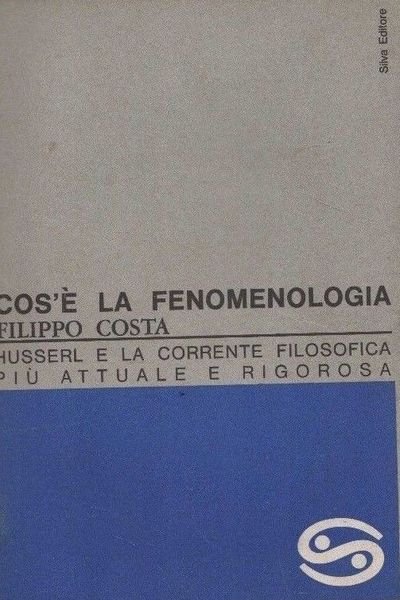 Silva Editore
COS'È LA FENOMENOLOGIA
FILIPPO COSTA
HUSSERL E LA CORRENTE FILOSOFICA
PIÙ ATTUALE E RIGOROSA